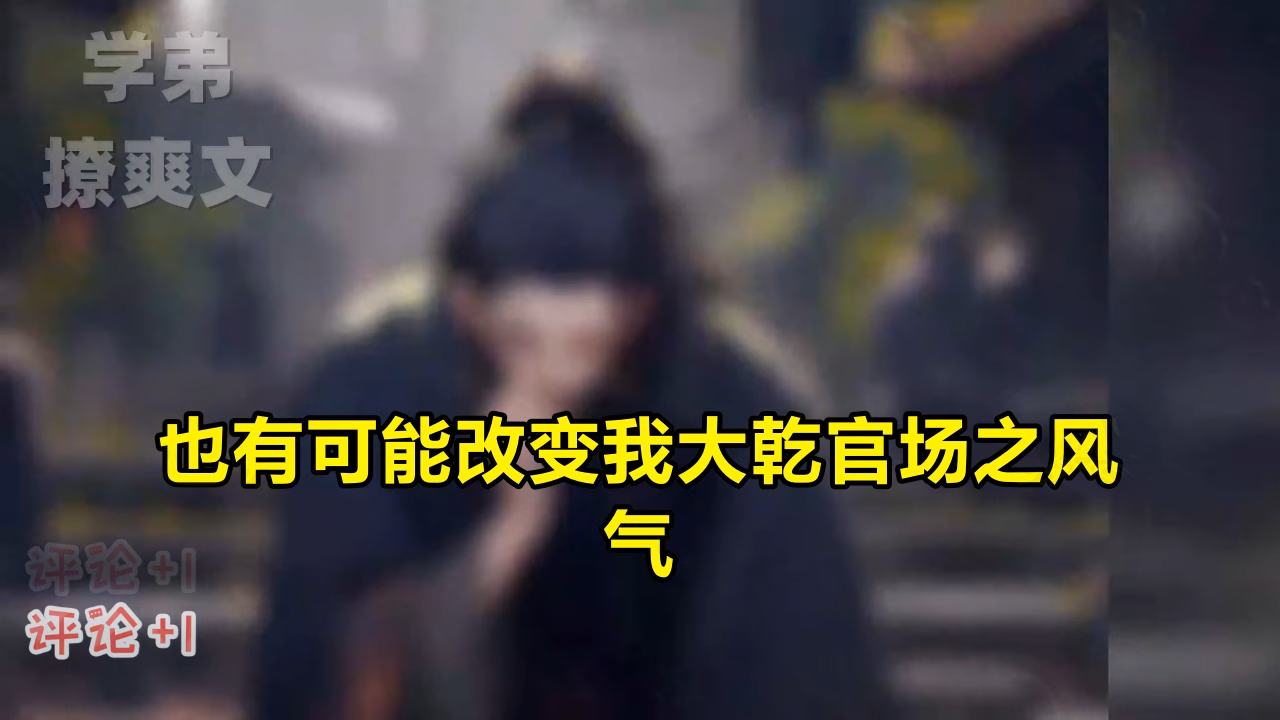 学弟
撩爽文
也有可能改变我大乾官场之风
气
评论+1
评论+1